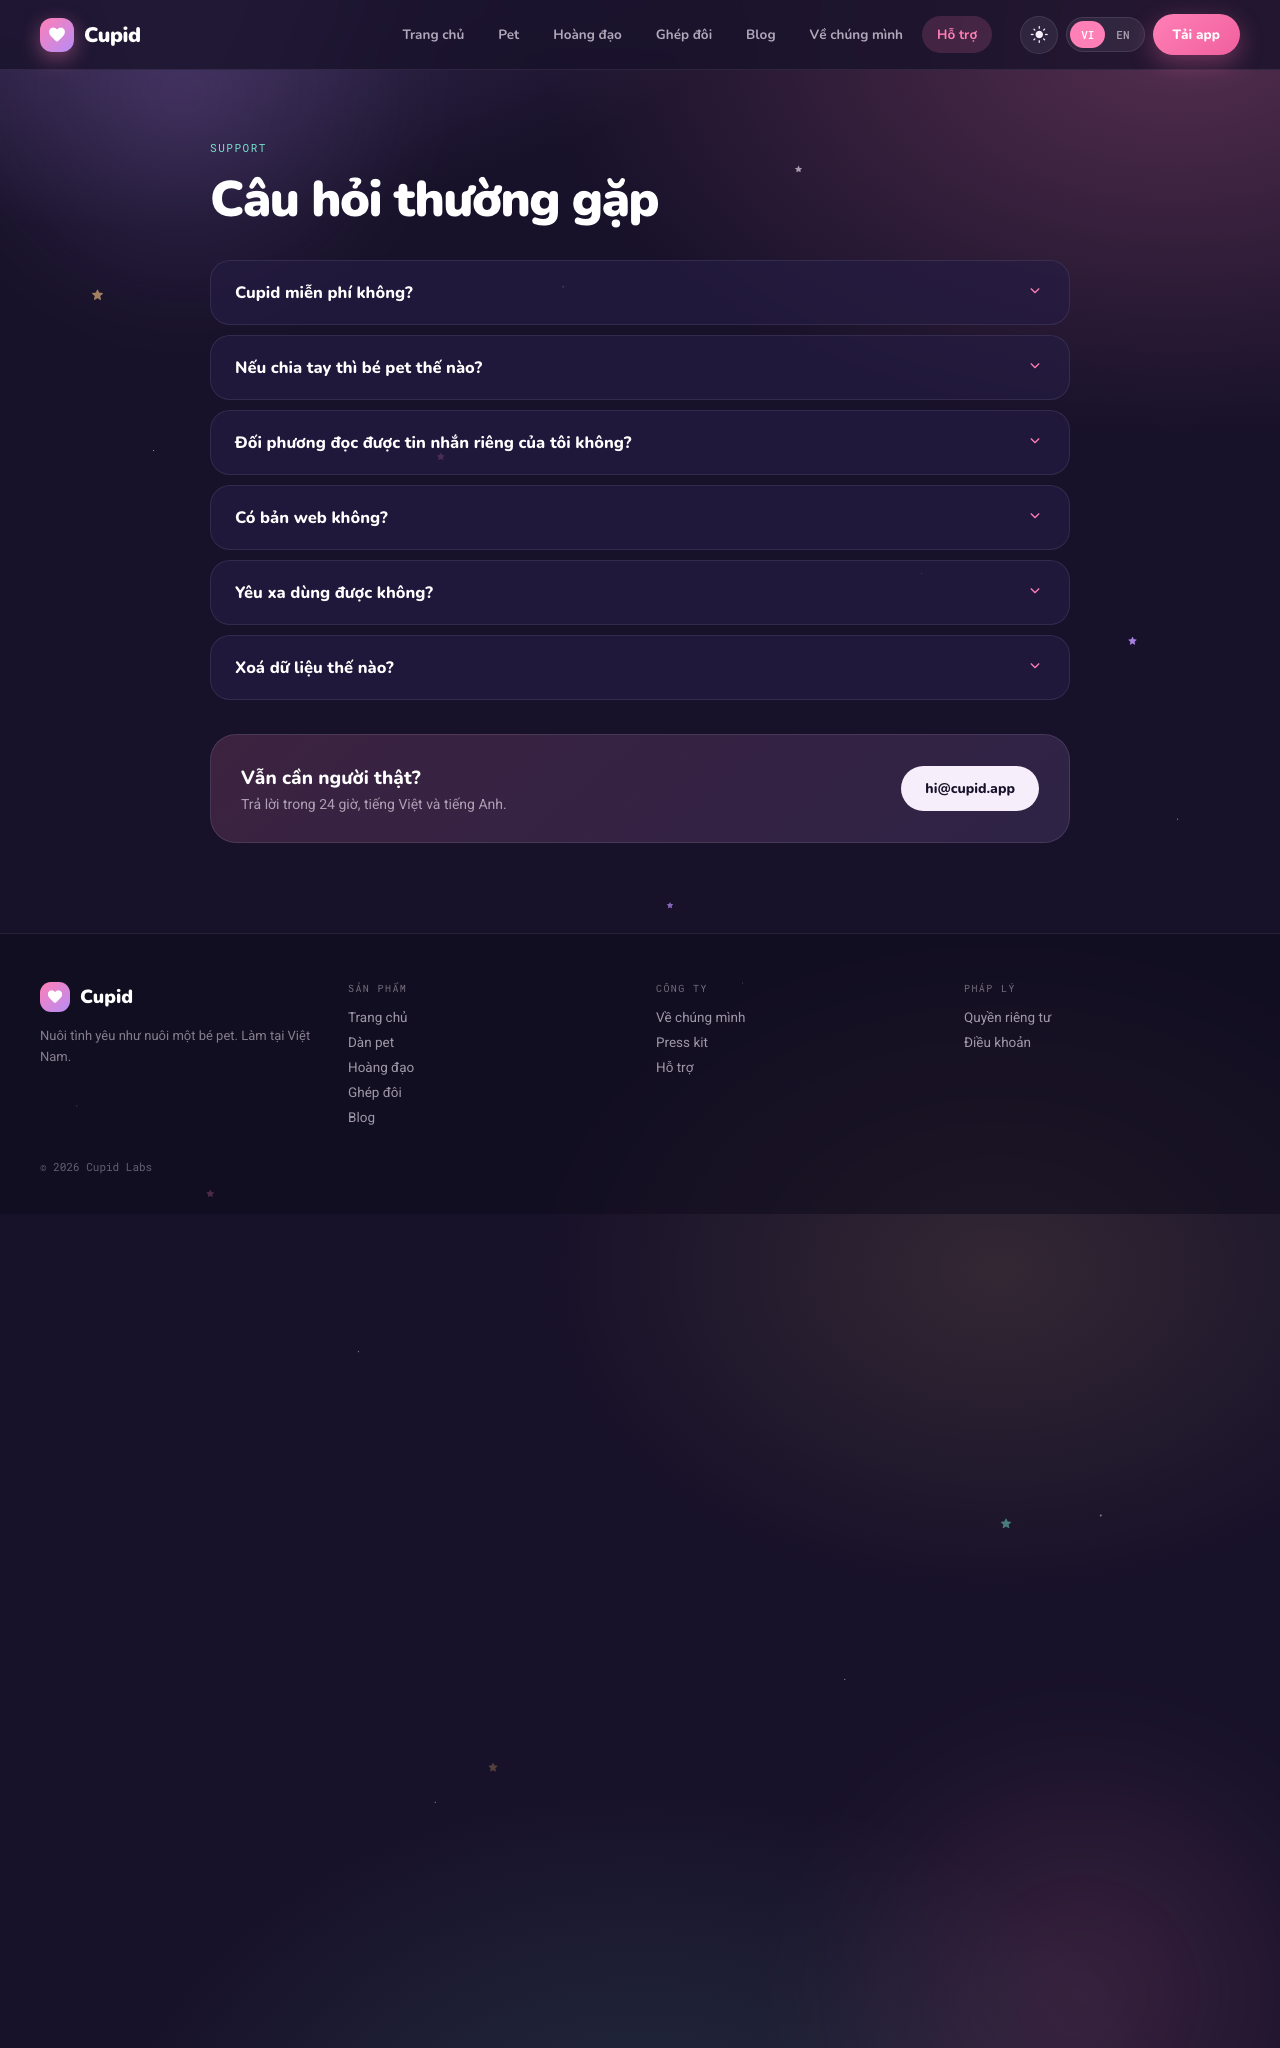 Cupid
Trang chủ
Pet
Hoàng đạo
Ghép đôi
Blog
Về chúng mình
Hỗ trợ
VI
EN
Tải app
SUPPORT
Câu hỏi thường gặp
Cupid miễn phí không?
Nếu chia tay thì bé pet thế nào?
Đối phương đọc được tin nhắn riêng của tôi không?
Có bản web không?
Yêu xa dùng được không?
Xoá dữ liệu thế nào?
Vẫn cần người thật?
Trả lời trong 24 giờ, tiếng Việt và tiếng Anh.
hi@cupid.app
Cupid
Nuôi tình yêu như nuôi một bé pet. Làm tại Việt
Nam.
SẢN PHẨM
Trang chủ
Dàn pet
Hoàng đạo
Ghép đôi
Blog
CÔNG TY
Về chúng mình
Press kit
Hỗ trợ
PHÁP LÝ
Quyền riêng tư
Điều khoản
© 2026 Cupid Labs